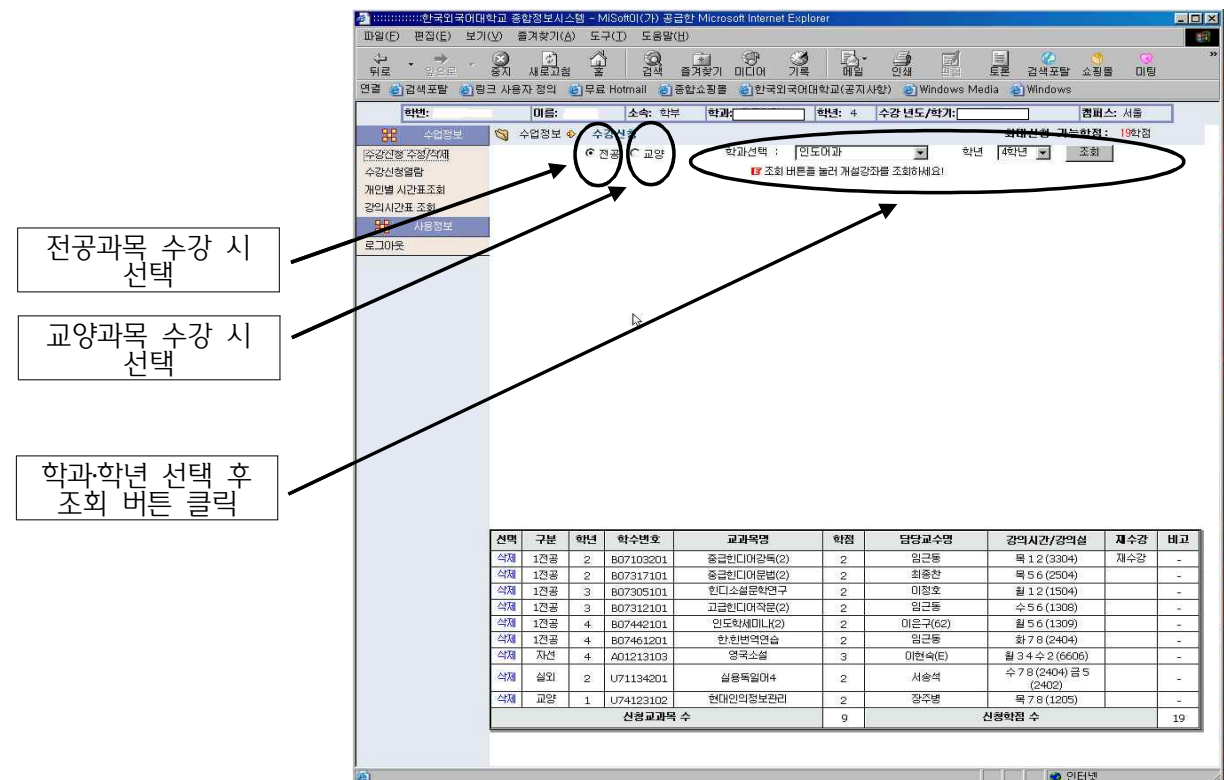 :::::::::::::한국외국어대학교 종합정보시스템 - MiSoft이(가) 공급한 Microsoft Internet Explorer
파일(F) 편집(E) 보기(V) 즐겨찾기(A) 도구(T) 도움말(H)
뒤로 앞으로 중지 새로고침 홈 검색 즐겨찾기 미디어 기록 메일 인쇄 편집 토론 검색포탈 쇼핑몰 미팅
연결 검색포탈 링크 사용자 정의 무료 Hotmail 종합쇼핑몰 한국외국어대학교(공지사항) Windows Media Windows
학번: 이름: 소속: 학부 학과: 학년: 4 수강 년도/학기: 캠퍼스: 서울
수업정보 수업정보 수강신청 최대신청 가능학점: 19학점
수강신청 수정/삭제 전공 교양 학과선택 : 인도어과 학년 4학년 조회
수강신청열람 조회 버튼을 눌러 개설강좌를 조회하세요!
개인별 시간표조회
강의시간표 조회
사용정보
로그아웃
전공과목 수강 시
선택
교양과목 수강 시
선택
학과·학년 선택 후
조회 버튼 클릭
선택 구분 학년 학수번호 교과목명 학점 담당교수명 강의시간/강의실 재수강 비고
삭제 1전공 2 B07103201 중급힌디어강독(2) 2 임근동 목 1 2 (3304) 재수강 -
삭제 1전공 2 B07317101 중급힌디어문법(2) 2 최종찬 목 5 6 (2504) -
삭제 1전공 3 B07305101 힌디소설문학연구 2 이정호 월 1 2 (1504) -
삭제 1전공 3 B07312101 고급힌디어작문(2) 2 임근동 수 5 6 (1308) -
삭제 1전공 4 B07442101 인도학세미나(2) 2 이은구(62) 월 5 6 (1309) -
삭제 1전공 4 B07461201 한.힌번역연습 2 임근동 화 7 8 (2404) -
삭제 자선 4 A01213103 영국소설 3 이현숙(E) 월 3 4 수 2 (6606) -
삭제 실외 2 U71134201 실용독일어4 2 서송석 수 7 8 (2404) 금 5
(2402) -
삭제 교양 1 U74123102 현대인의정보관리 2 장주병 목 7 8 (1205) -
신청교과목 수 9 신청학점 수 19
인터넷